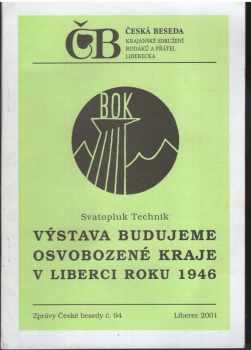 ČB
ČESKÁ BESEDA
KRAJANSKÉ SDRUŽENÍ
RODÁKŮ A PŘÁTEL
LIBERECKA
BOK
Svatopluk Technik
VÝSTAVA BUDUJEME
OSVOBOZENÉ KRAJE
V LIBERCI ROKU 1946
Zprávy České besedy č. 94
Liberec 2001